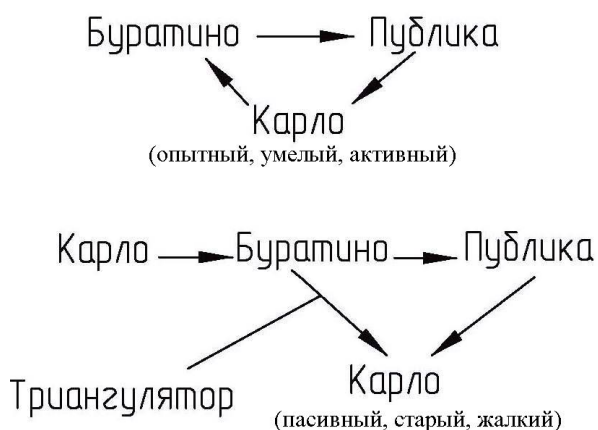 Буратино Публика
Карло
(опытный, умелый, активный)
Карло Буратино Публика
Карло
Триангулятор
(пасивный, старый, жалкий)